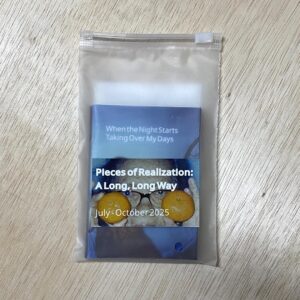 When the Night Starts
Taking Over My Days
Pieces of Realization:
A Long, Long Way
July - October 2025